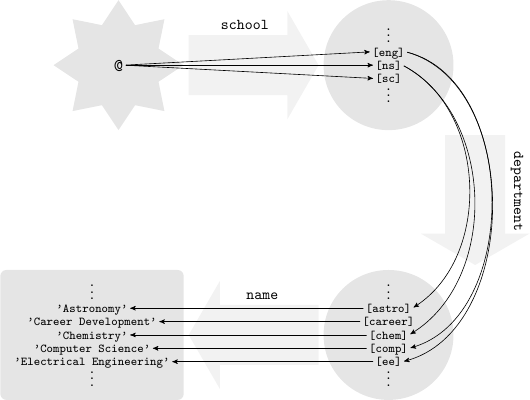 school
⋮
@
[eng]
[ns]
[sc]
⋮
department
name
⋮
'Astronomy'
'Career Development'
'Chemistry'
'Computer Science'
'Electrical Engineering'
⋮
⋮
[astro]
[career]
[chem]
[comp]
[ee]
⋮